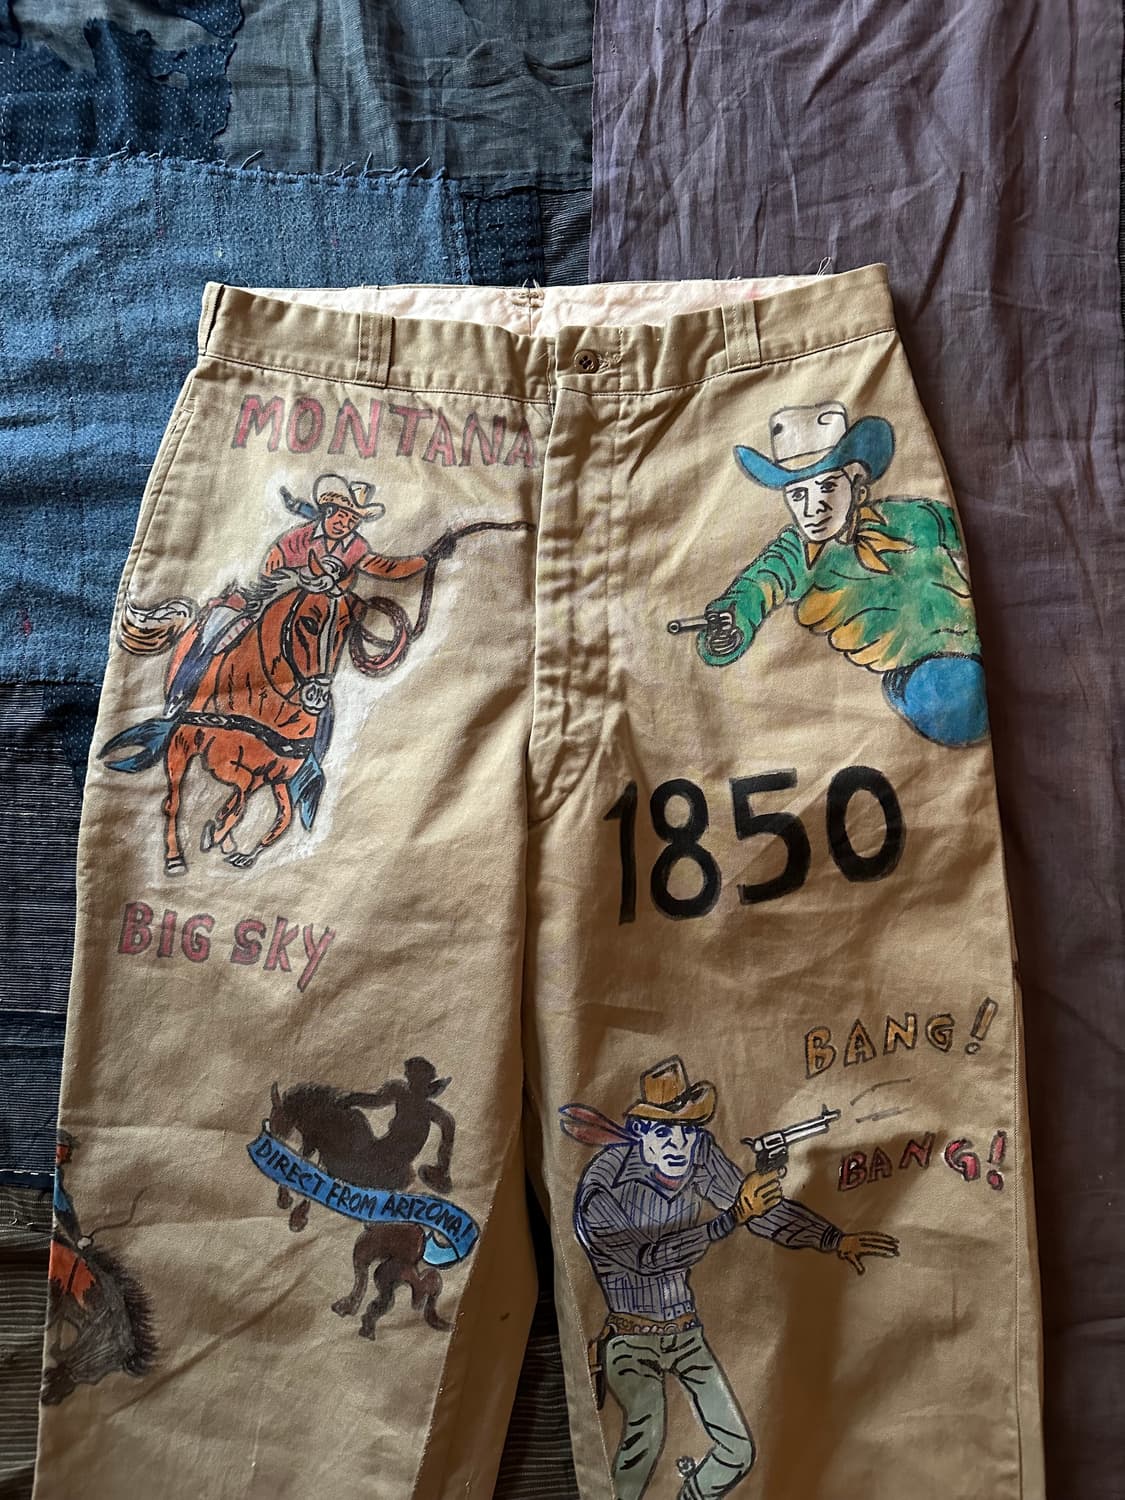 MONTANA
BIG SKY
DIRECT FROM ARIZONA!
1850
BANG!
BANG!